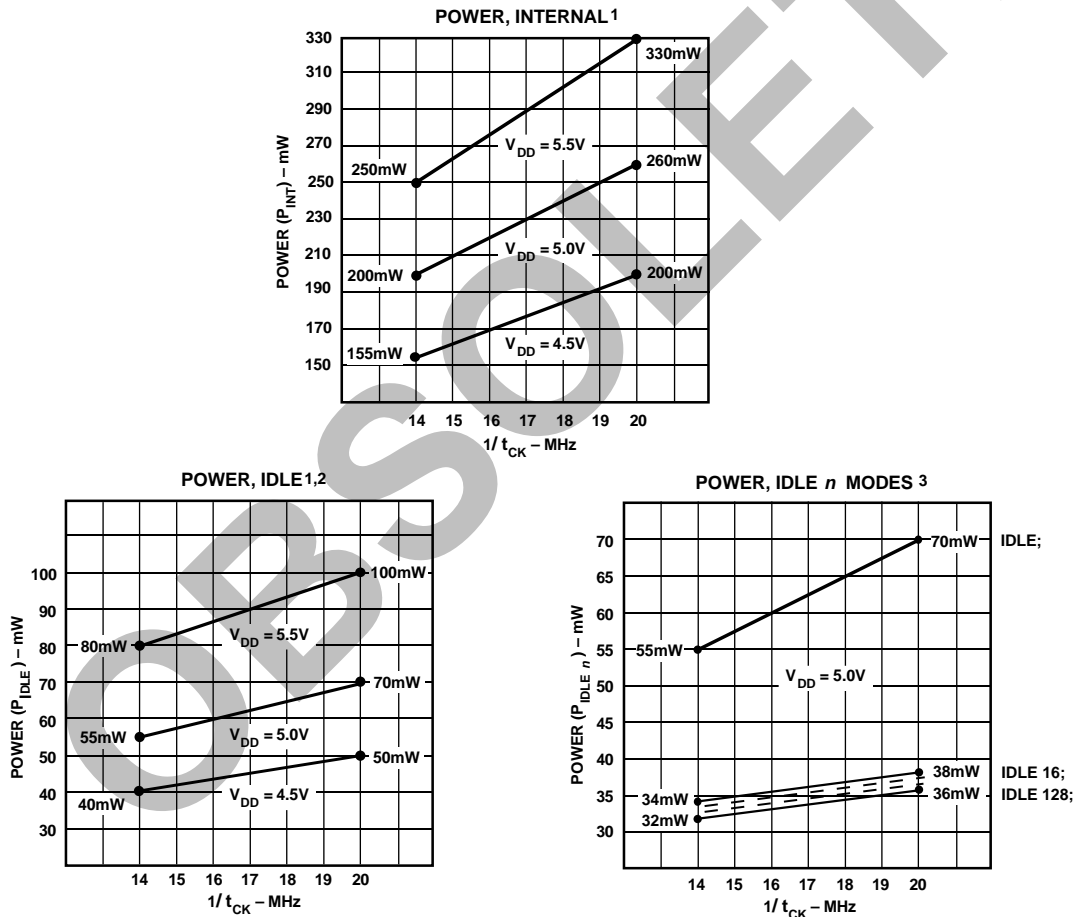 POWER, INTERNAL1
330
310
290
270
250
230
210
190
170
150
POWER (PINT) – mW
330mW
VDD = 5.5V
250mW
260mW
VDD = 5.0V
200mW
200mW
VDD = 4.5V
155mW
14 15 16 17 18 19 20
1/ tCK – MHz
POWER, IDLE1,2
100
90
80
70
60
50
40
30
POWER (PIDLE) – mW
100mW
VDD = 5.5V
80mW
70mW
VDD = 5.0V
55mW
50mW
VDD = 4.5V
40mW
14 15 16 17 18 19 20
1/ tCK – MHz
POWER, IDLE n MODES 3
70
65
60
55
50
45
40
35
30
POWER (PIDLE n) – mW
70mW IDLE;
55mW
VDD = 5.0V
38mW IDLE 16;
34mW
36mW IDLE 128;
32mW
14 15 16 17 18 19 20
1/ tCK – MHz
OBSOLET